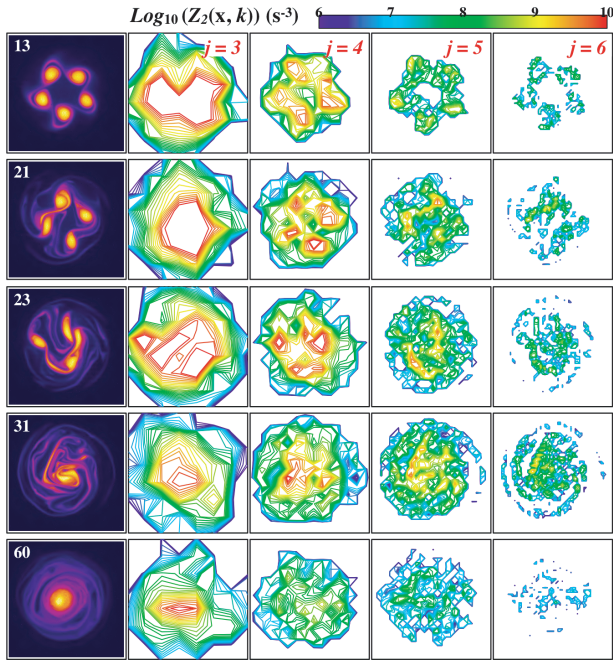 Log₁₀ (Z₂(x, k)) (s⁻³) 6 7 8 9 10
13 j = 3 j = 4 j = 5 j = 6
21
23
31
60